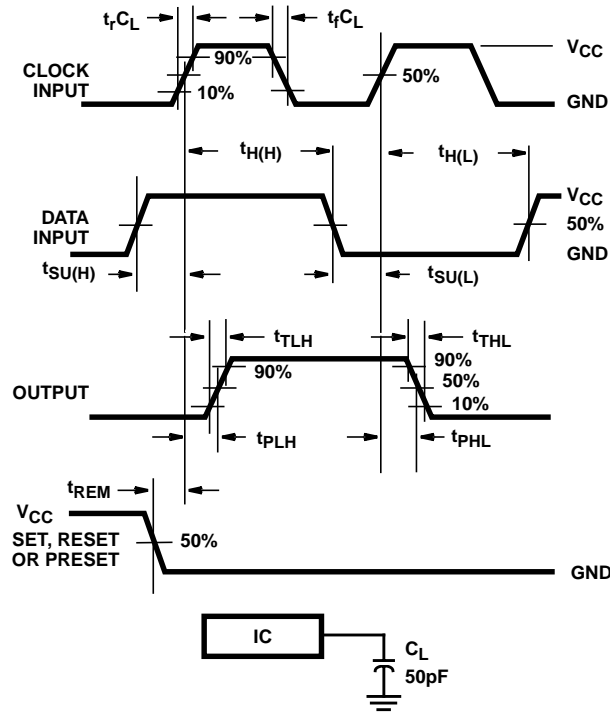 trCL
tfCL
CLOCK
INPUT
90%
10%
50%
VCC
GND
tH(H)
tH(L)
DATA
INPUT
VCC
50%
GND
tSU(H)
tSU(L)
tTLH
tTHL
OUTPUT
90%
90%
50%
10%
tPLH
tPHL
tREM
VCC
SET, RESET
OR PRESET
50%
GND
IC
CL
50pF